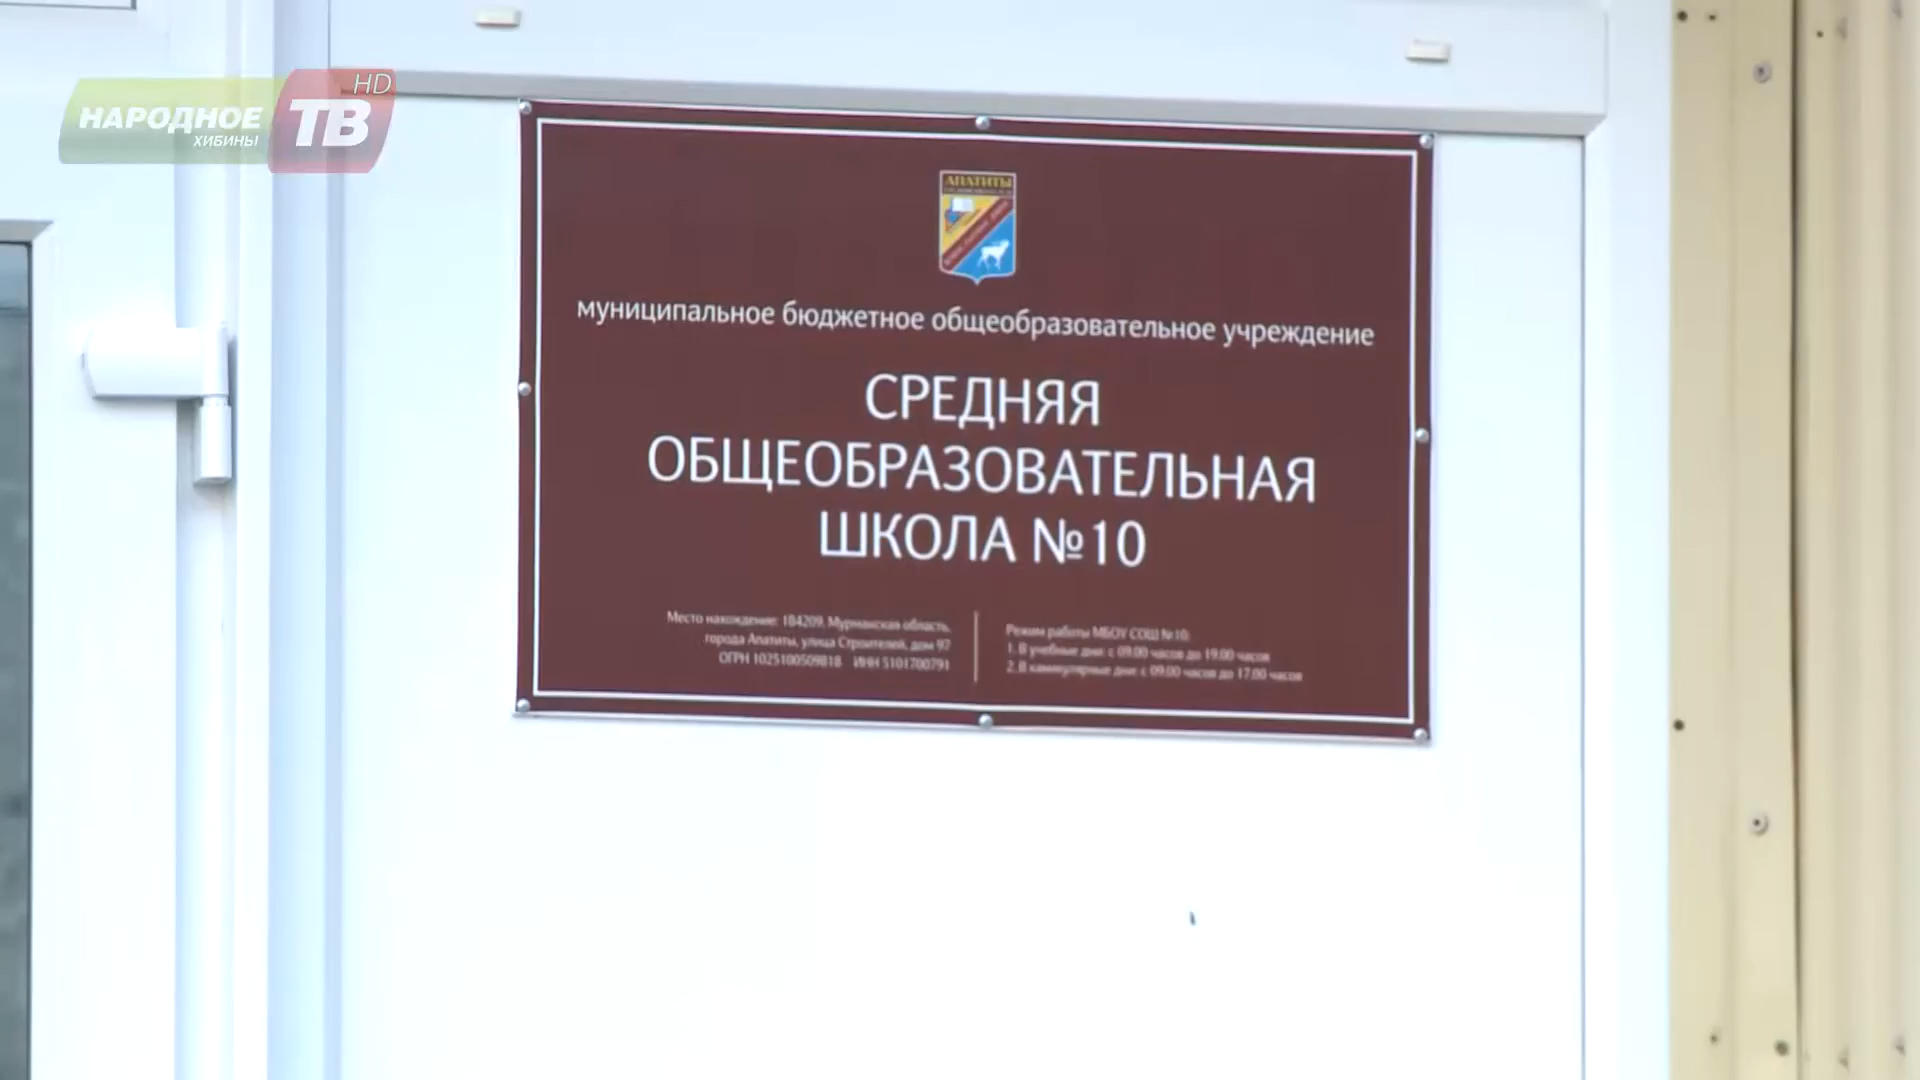 НАРОДНОЕ
ХИБИНЫ
ТВ
HD
АПАТИТЫ
муниципальное бюджетное общеобразовательное учреждение
СРЕДНЯЯ
ОБЩЕОБРАЗОВАТЕЛЬНАЯ
ШКОЛА №10
Место нахождение: 184209, Мурманская область,
города Апатиты, улица Строителей, дом 97
ОГРН 1025100509818 ИНН 5101700791
Режим работы МБОУ СОШ №10:
1. В учебные дни: с 09.00 часов до 19.00 часов
2. В каникулярные дни: с 09.00 часов до 17.00 часов